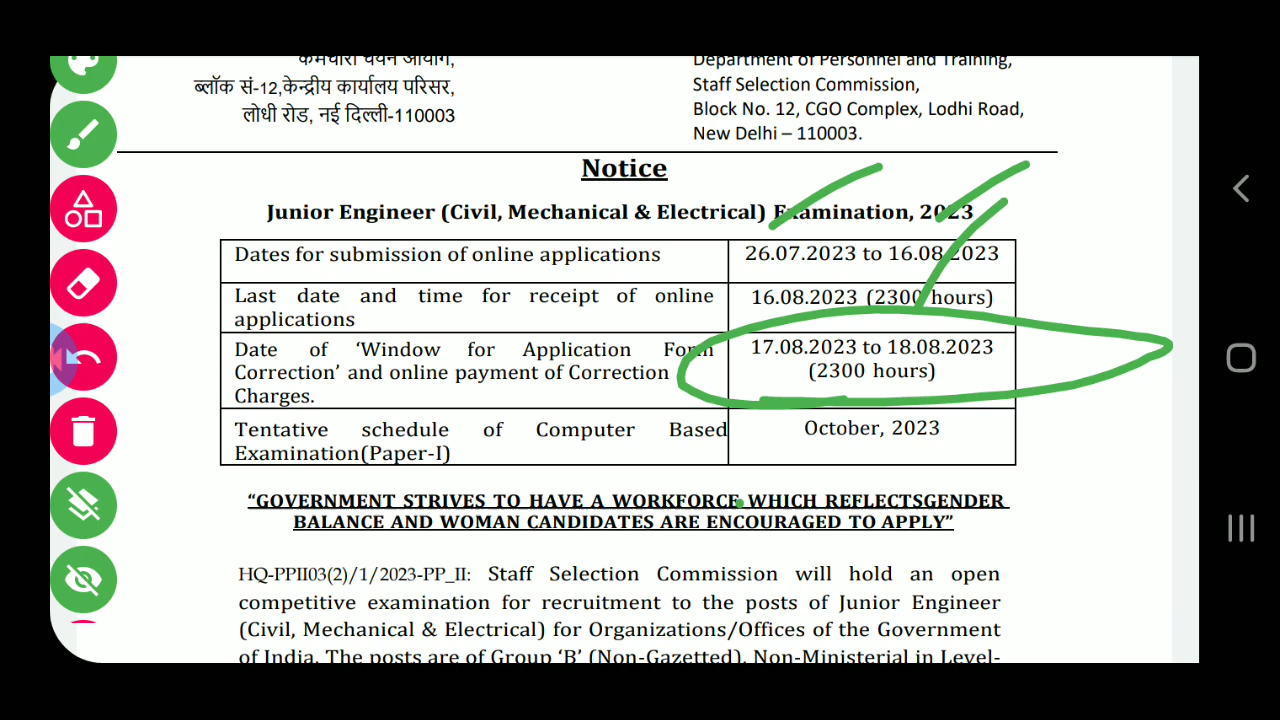 कर्मचारी चयन आयोग,
ब्लॉक सं-12,केन्द्रीय कार्यालय परिसर,
लोधी रोड, नई दिल्ली-110003
Department of Personnel and Training,
Staff Selection Commission,
Block No. 12, CGO Complex, Lodhi Road,
New Delhi – 110003.
Notice
Junior Engineer (Civil, Mechanical & Electrical) Examination, 2023
Dates for submission of online applications
26.07.2023 to 16.08.2023
Last date and time for receipt of online
applications
16.08.2023 (2300 hours)
Date of ‘Window for Application Form
Correction’ and online payment of Correction
Charges.
17.08.2023 to 18.08.2023
(2300 hours)
Tentative schedule of Computer Based
Examination(Paper-I)
October, 2023
“GOVERNMENT STRIVES TO HAVE A WORKFORCE WHICH REFLECTSGENDER
BALANCE AND WOMAN CANDIDATES ARE ENCOURAGED TO APPLY”
HQ-PPII03(2)/1/2023-PP_II: Staff Selection Commission will hold an open
competitive examination for recruitment to the posts of Junior Engineer
(Civil, Mechanical & Electrical) for Organizations/Offices of the Government
of India. The posts are of Group ‘B’ (Non-Gazetted), Non-Ministerial in Level-